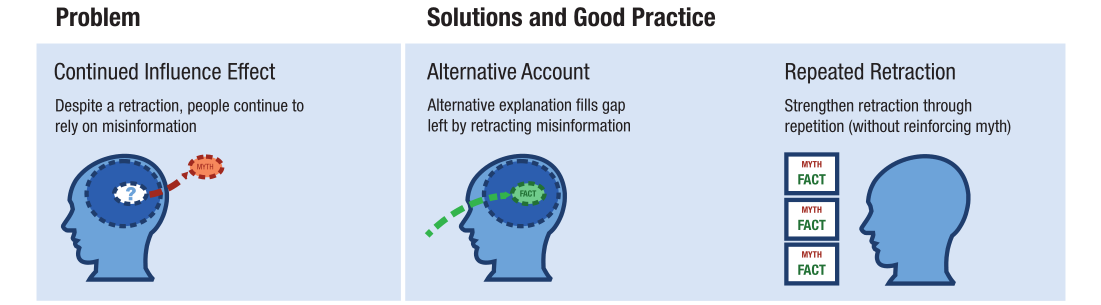 Problem
Continued Influence Effect
Despite a retraction, people continue to
rely on misinformation
?
MYTH
Solutions and Good Practice
Alternative Account
Alternative explanation fills gap
left by retracting misinformation
FACT
Repeated Retraction
Strengthen retraction through
repetition (without reinforcing myth)
MYTH
FACT
MYTH
FACT
MYTH
FACT